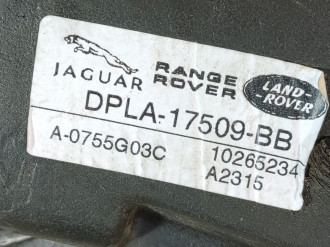 JAGUAR RANGE ROVER LAND-ROVER
DPLA-17509-BB
A-0755G03C 10265234
A2315